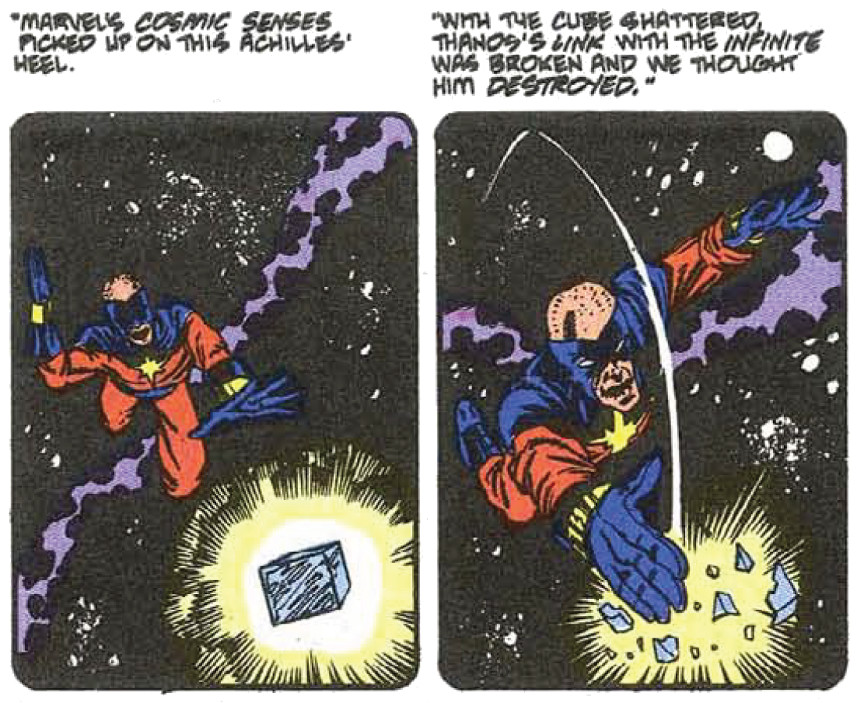 "MARVEL'S COSMIC SENSES
PICKED UP ON THIS ACHILLES'
HEEL.
"WITH THE CUBE SHATTERED,
THANOS'S LINK WITH THE INFINITE
WAS BROKEN AND WE THOUGHT
HIM DESTROYED."